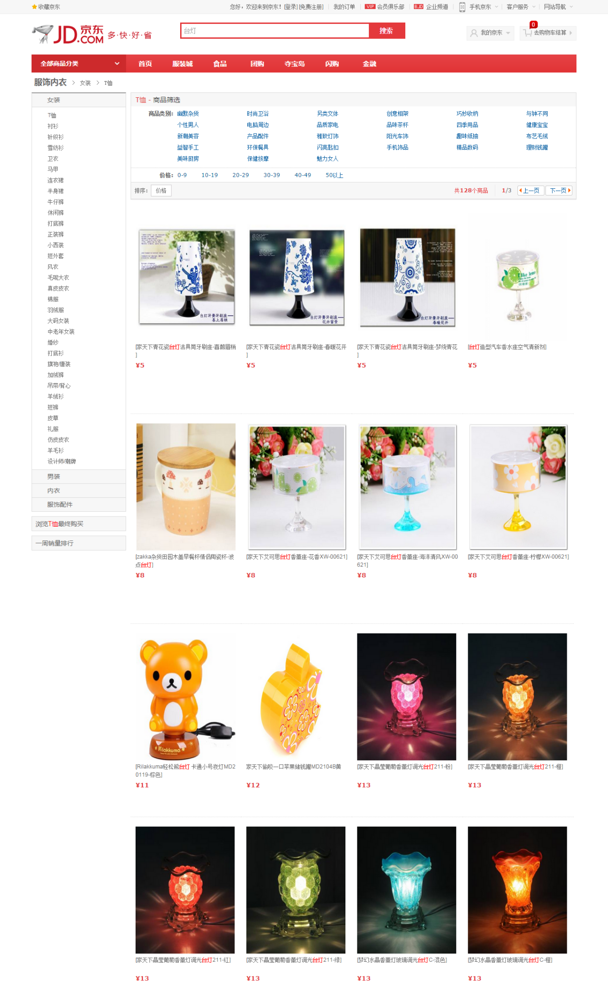 收藏京东
您好，欢迎来到京东！[登录] [免费注册] 我的订单 VIP 会员俱乐部 B.JD 企业频道 手机京东 客户服务 网站导航
JD.COM 京东 多·快·好·省
台灯 搜索
我的京东 0 去购物车结算
全部商品分类 首页 服装城 食品 团购 夺宝岛 闪购 金融
服饰内衣 > 女装 > T恤
女装
T恤
衬衫
针织衫
雪纺衫
卫衣
马甲
连衣裙
半身裙
牛仔裤
休闲裤
打底裤
正装裤
小西装
短外套
风衣
毛呢大衣
真皮皮衣
棉服
羽绒服
大码女装
中老年女装
婚纱
打底衫
旗袍/唐装
加绒裤
吊带/背心
羊绒衫
短裤
皮草
礼服
仿皮皮衣
羊毛衫
设计师/潮牌
男装
内衣
服饰配件
浏览T恤最终购买
一周销量排行
T恤 - 商品筛选
商品类别： 幽默杂货 时尚卫浴 另类文体 创意相架 巧妙收纳 与钟不同
个性男人 电脑周边 品质家电 品味茶杯 四季用品 健康宝宝
新潮美容 产品配件 雅致灯饰 阳光车饰 趣味纸抽 布艺毛绒
益智手工 环保餐具 闪亮匙扣 手机饰品 精品数码 理财钱罐
美味厨房 保健按摩 魅力女人
价格： 0-9 10-19 20-29 30-39 40-49 50以上
排序： 价格 共128个商品 1/3 上一页 下一页
台灯牙膏牙刷座
喜上眉梢
台灯牙膏牙刷座
花开富贵
台灯牙膏牙刷座
春暖花开
I like lemo
[家天下青花瓷台灯洁具筒牙刷座-喜鹊眉梢
]
¥5
[家天下青花瓷台灯洁具筒牙刷座-春暖花开
]
¥5
[家天下青花瓷台灯洁具筒牙刷座-梦绕青花
]
¥5
[台灯造型汽车香水座空气清新剂]
¥5
[zakka杂货田园木盖早餐杯情侣陶瓷杯-波
点台灯]
¥8
[家天下艾可思台灯香薰座-花香XW-00621]
¥8
[家天下艾可思台灯香薰座-海洋清风XW-00
621]
¥8
[家天下艾可思台灯香薰座-柠檬XW-00621]
¥8
Rilakkuma
[Rilakkuma轻松熊台灯 卡通小号夜灯MD2
0119-棕色]
¥11
家天下偷咬一口苹果储钱罐MD2104B黄
¥12
[家天下晶莹葡萄香薰灯调光台灯211-粉]
¥13
[家天下晶莹葡萄香薰灯调光台灯211-橙]
¥13
[家天下晶莹葡萄香薰灯调光台灯211-红]
¥13
[家天下晶莹葡萄香薰灯调光台灯211-绿]
¥13
[梦幻水晶香薰灯玻璃调光台灯C-混色]
¥13
[梦幻水晶香薰灯玻璃调光台灯C-橙]
¥13